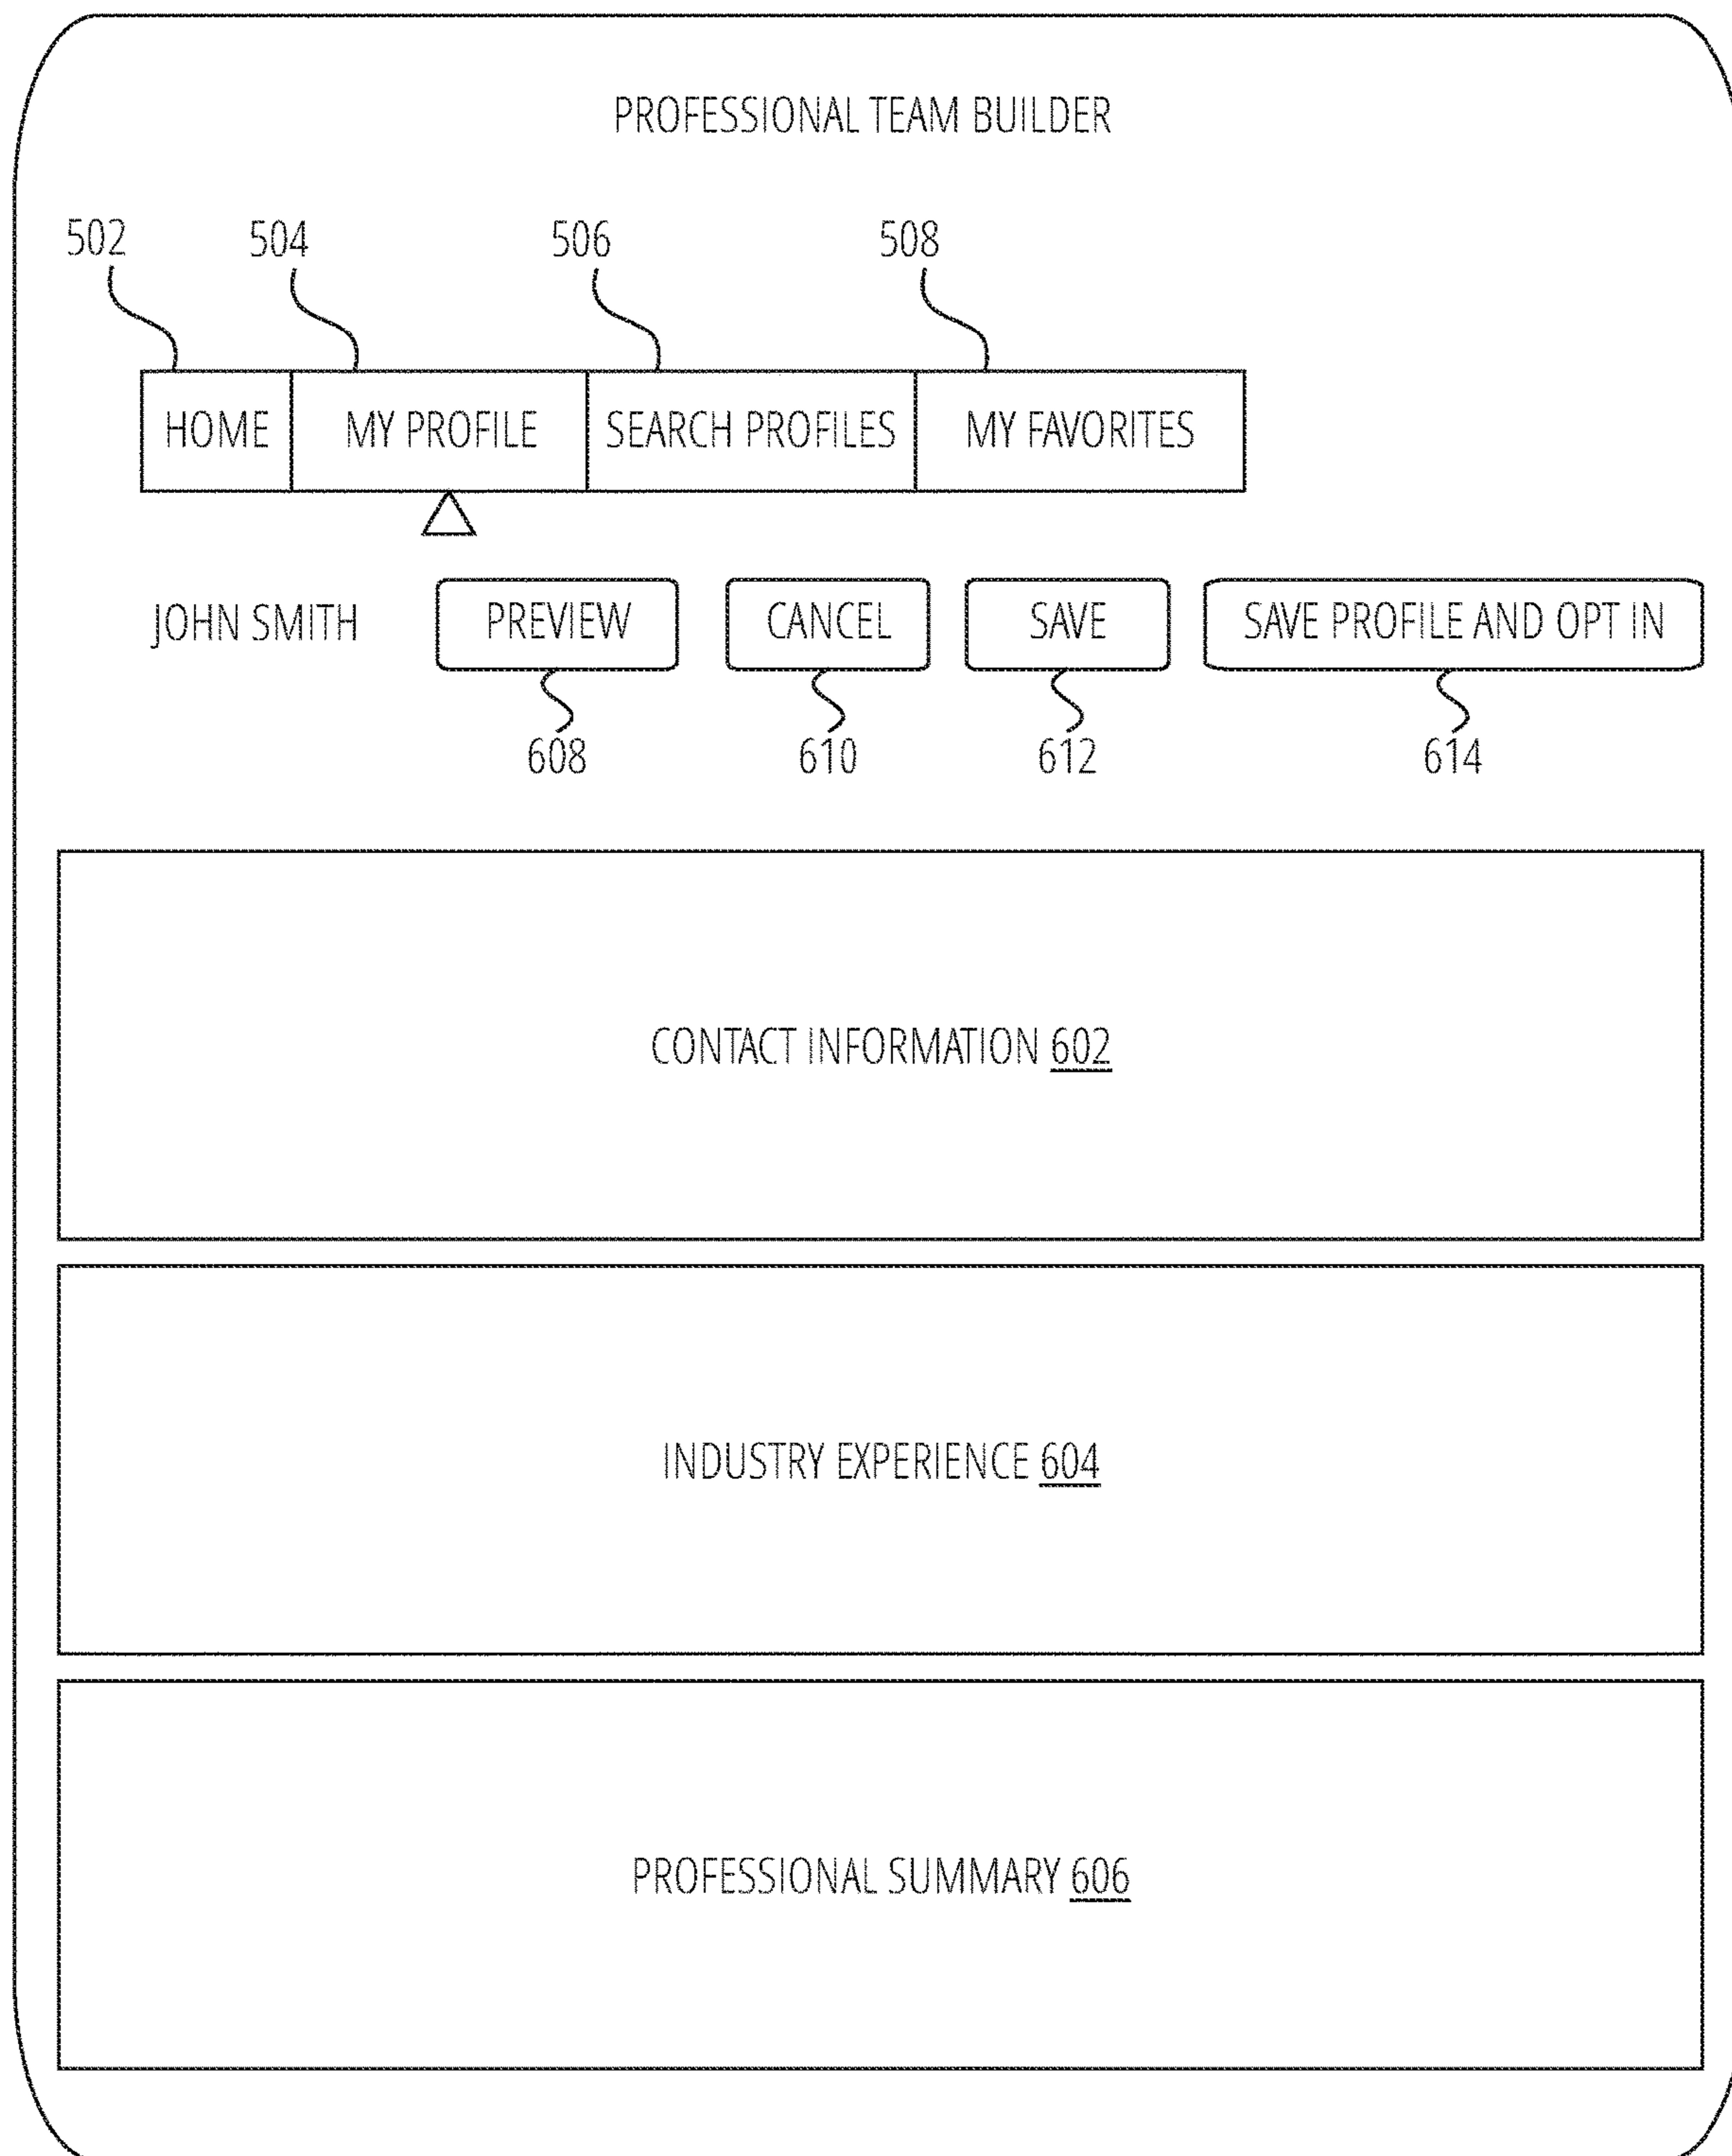 PROFESSIONAL TEAM BUILDER
502 504 506 508
HOME MY PROFILE SEARCH PROFILES MY FAVORITES
JOHN SMITH PREVIEW CANCEL SAVE SAVE PROFILE AND OPT IN
608 610 612 614
CONTACT INFORMATION 602
INDUSTRY EXPERIENCE 604
PROFESSIONAL SUMMARY 606